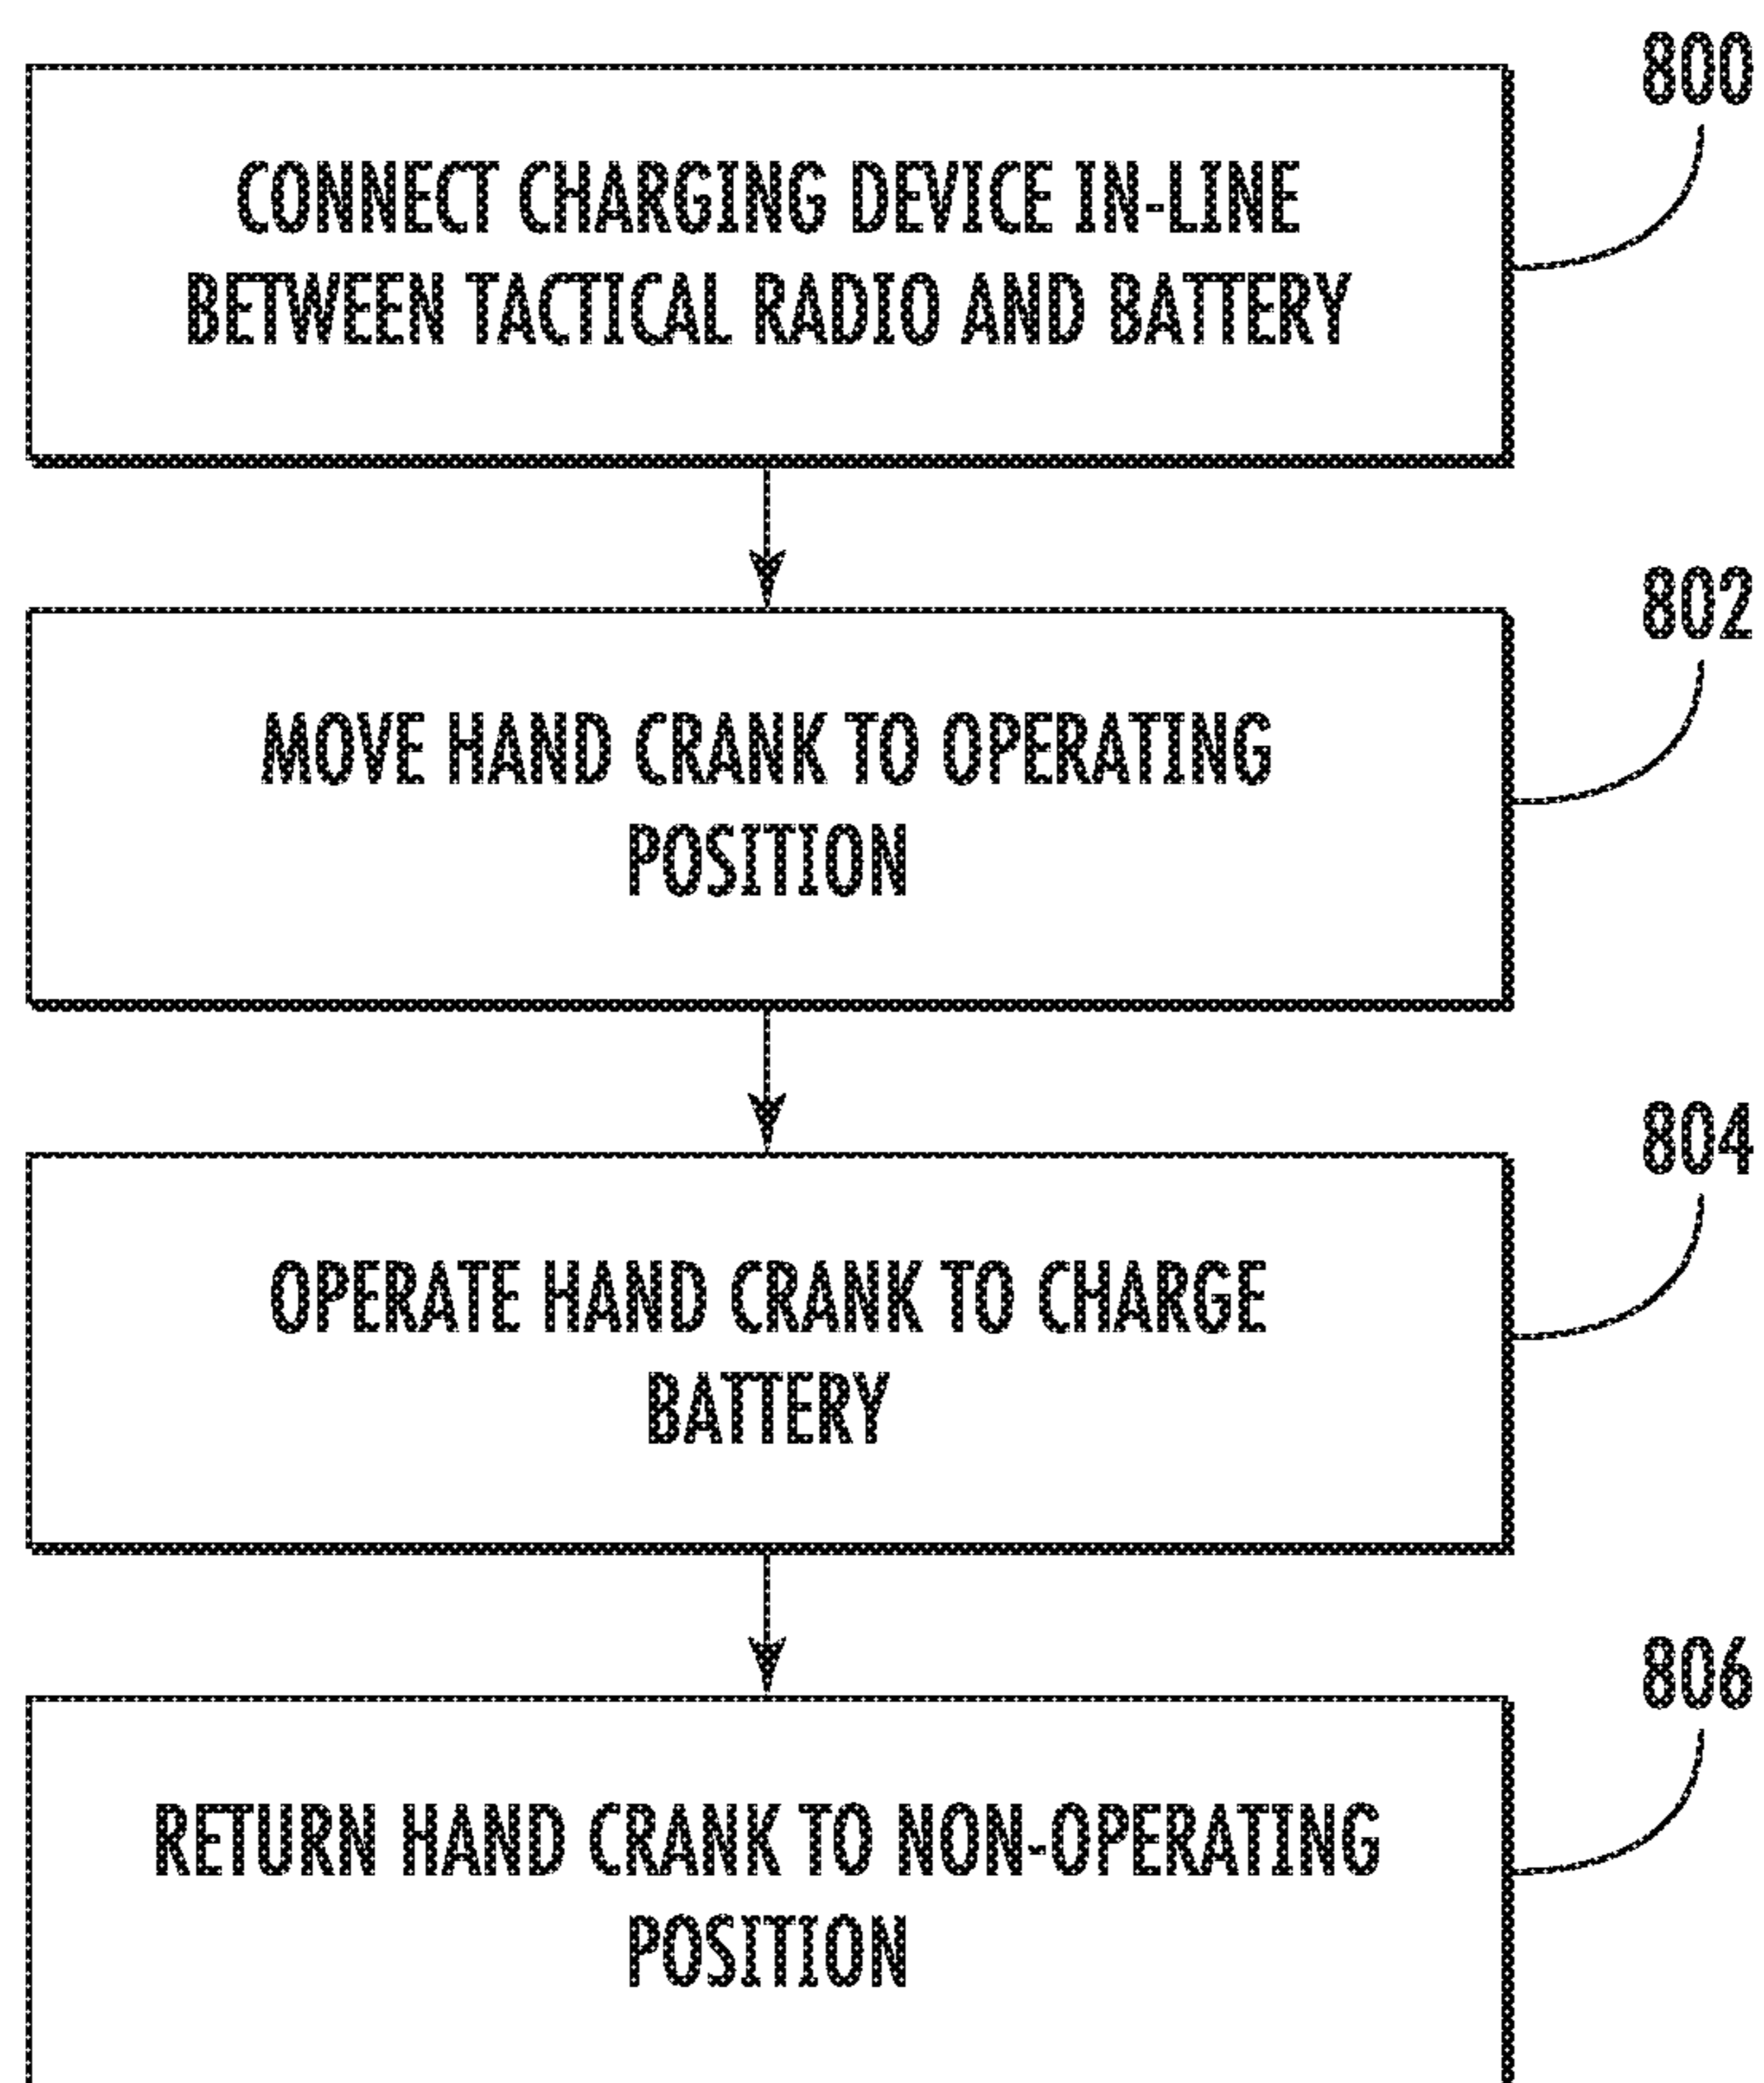 800
CONNECT CHARGING DEVICE IN-LINE
BETWEEN TACTICAL RADIO AND BATTERY
802
MOVE HAND CRANK TO OPERATING
POSITION
804
OPERATE HAND CRANK TO CHARGE
BATTERY
806
RETURN HAND CRANK TO NON-OPERATING
POSITION